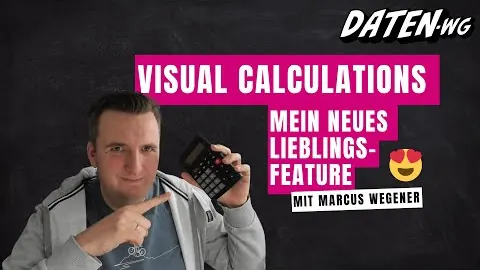 DATEN-WG
VISUAL CALCULATIONS
MEIN NEUES
LIEBLINGS-
FEATURE
MIT MARCUS WEGENER